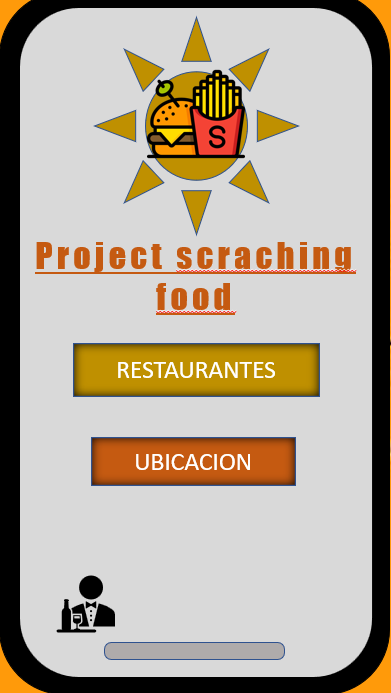 S
Project scraching
food
RESTAURANTES
UBICACION